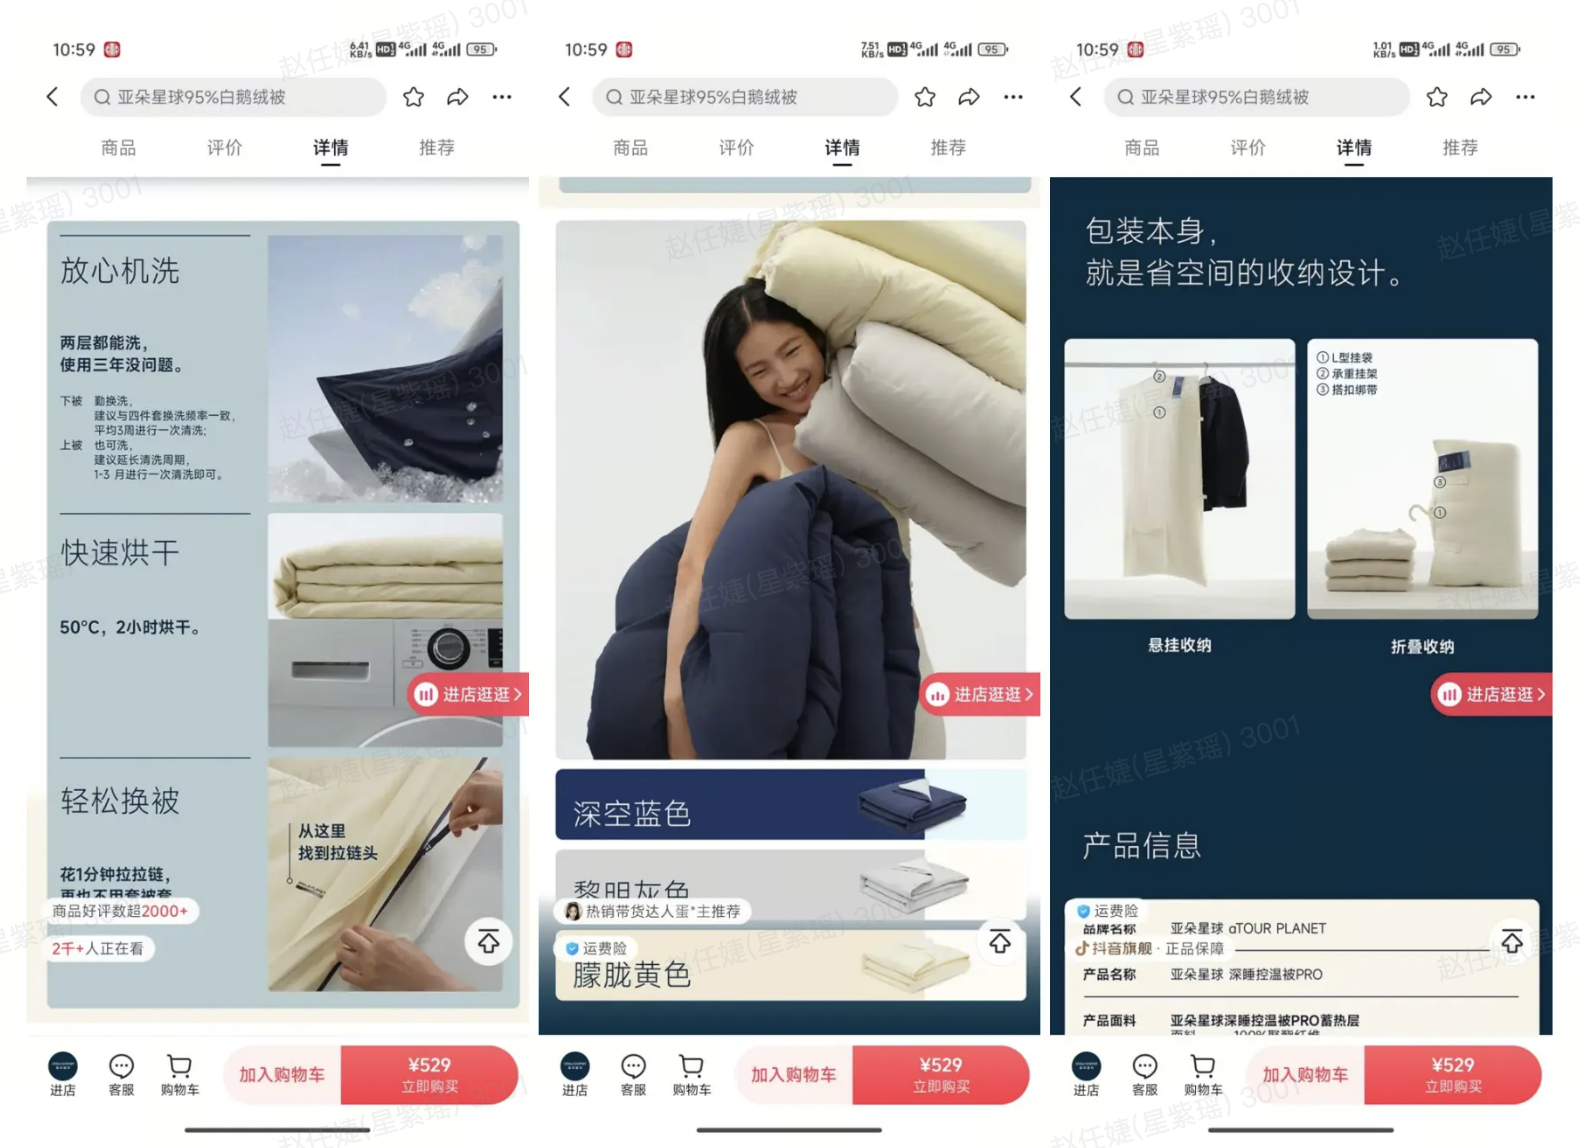 10:59
6.41 KB/s HD 4G 4G 95
亚朵星球95%白鹅绒被
商品 评价 详情 推荐
放心机洗
两层都能洗，
使用三年没问题。
下被 勤换洗，
建议与四件套换洗频率一致，
平均3周进行一次清洗；
上被 也可洗，
建议延长清洗周期，
1-3 月进行一次清洗即可。
快速烘干
50°C，2小时烘干。
进店逛逛
轻松换被
从这里
找到拉链头
花1分钟拉拉链，
再也不用套被套
商品好评数超2000+
2千+人正在看
进店 客服 购物车
加入购物车
¥529
立即购买
10:59
7.51 KB/s HD 4G 4G 95
亚朵星球95%白鹅绒被
商品 评价 详情 推荐
进店逛逛
深空蓝色
黎明灰色
热销带货达人蛋*主推荐
运费险
朦胧黄色
进店 客服 购物车
加入购物车
¥529
立即购买
10:59
1.01 KB/s HD 4G 4G 95
亚朵星球95%白鹅绒被
商品 评价 详情 推荐
包装本身，
就是省空间的收纳设计。
②
①
① L型挂袋
② 承重挂架
③ 搭扣绑带
③
①
悬挂收纳
折叠收纳
进店逛逛
产品信息
运费险
品牌名称 亚朵星球 aTOUR PLANET
抖音旗舰 · 正品保障
产品名称 亚朵星球 深睡控温被PRO
产品面料 亚朵星球深睡控温被PRO蓄热层
面料 100%聚酯纤维
进店 客服 购物车
加入购物车
¥529
立即购买
赵任婕(星紫瑶) 3001